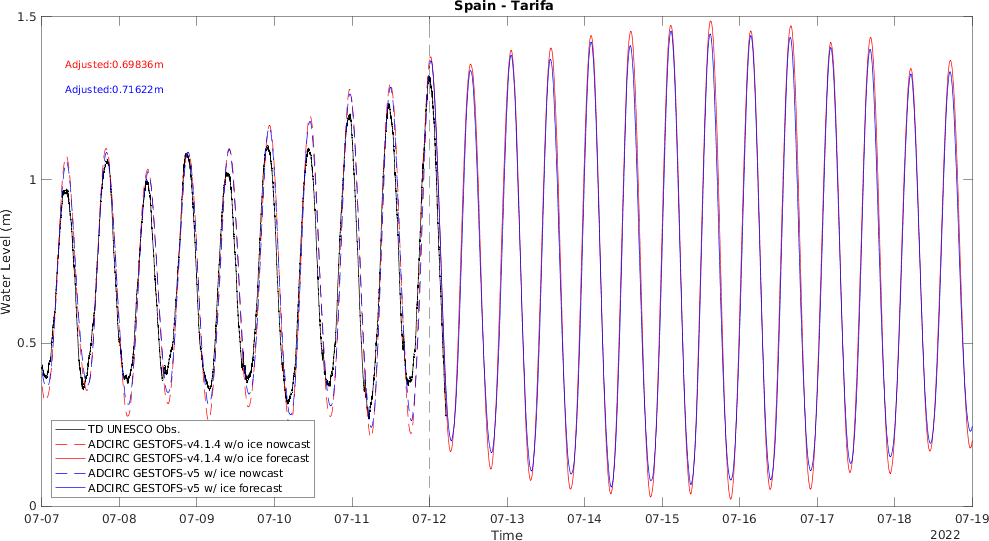 Spain - Tarifa
1.5
Adjusted:0.69836m
Adjusted:0.71622m
1
Water Level (m)
0.5
TD UNESCO Obs.
ADCIRC GESTOFS-v4.1.4 w/o ice nowcast
ADCIRC GESTOFS-v4.1.4 w/o ice forecast
ADCIRC GESTOFS-v5 w/ ice nowcast
ADCIRC GESTOFS-v5 w/ ice forecast
0
07-07 07-08 07-09 07-10 07-11 07-12 07-13 07-14 07-15 07-16 07-17 07-18 07-19
Time
2022